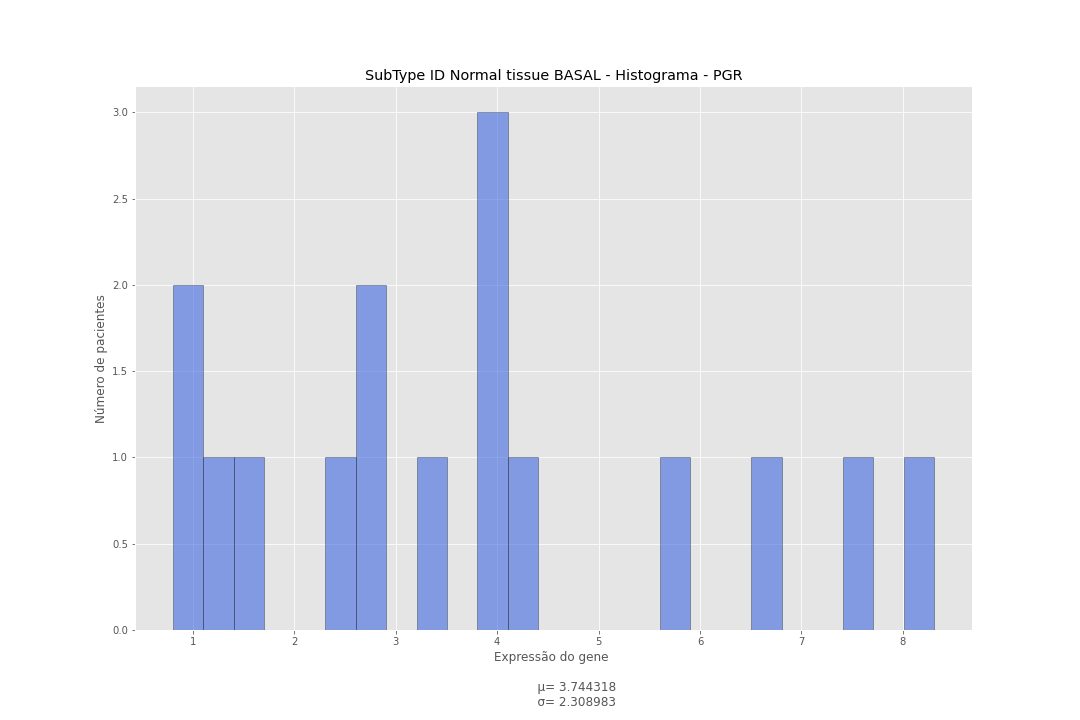 SubType ID Normal tissue BASAL - Histograma - PGR
3.0
2.5
2.0
1.5
1.0
0.5
0.0
Número de pacientes
1 2 3 4 5 6 7 8
Expressão do gene
μ= 3.744318
σ= 2.308983